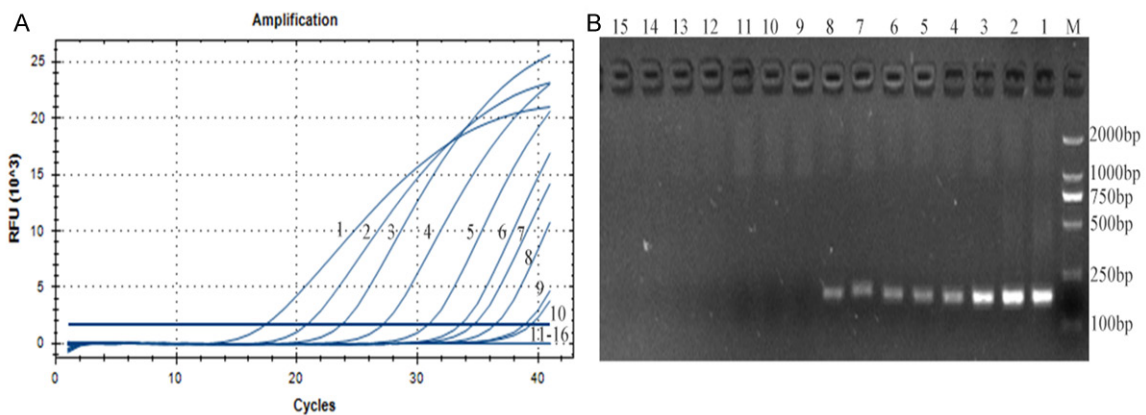 A
Amplification
25
20
15
10
5
0
RFU (10^3)
1 2 3 4 5 6 7
8
9
10
11-16
0 10 20 30 40
Cycles
B
15 14 13 12 11 10 9 8 7 6 5 4 3 2 1 M
2000bp
1000bp
750bp
500bp
250bp
100bp